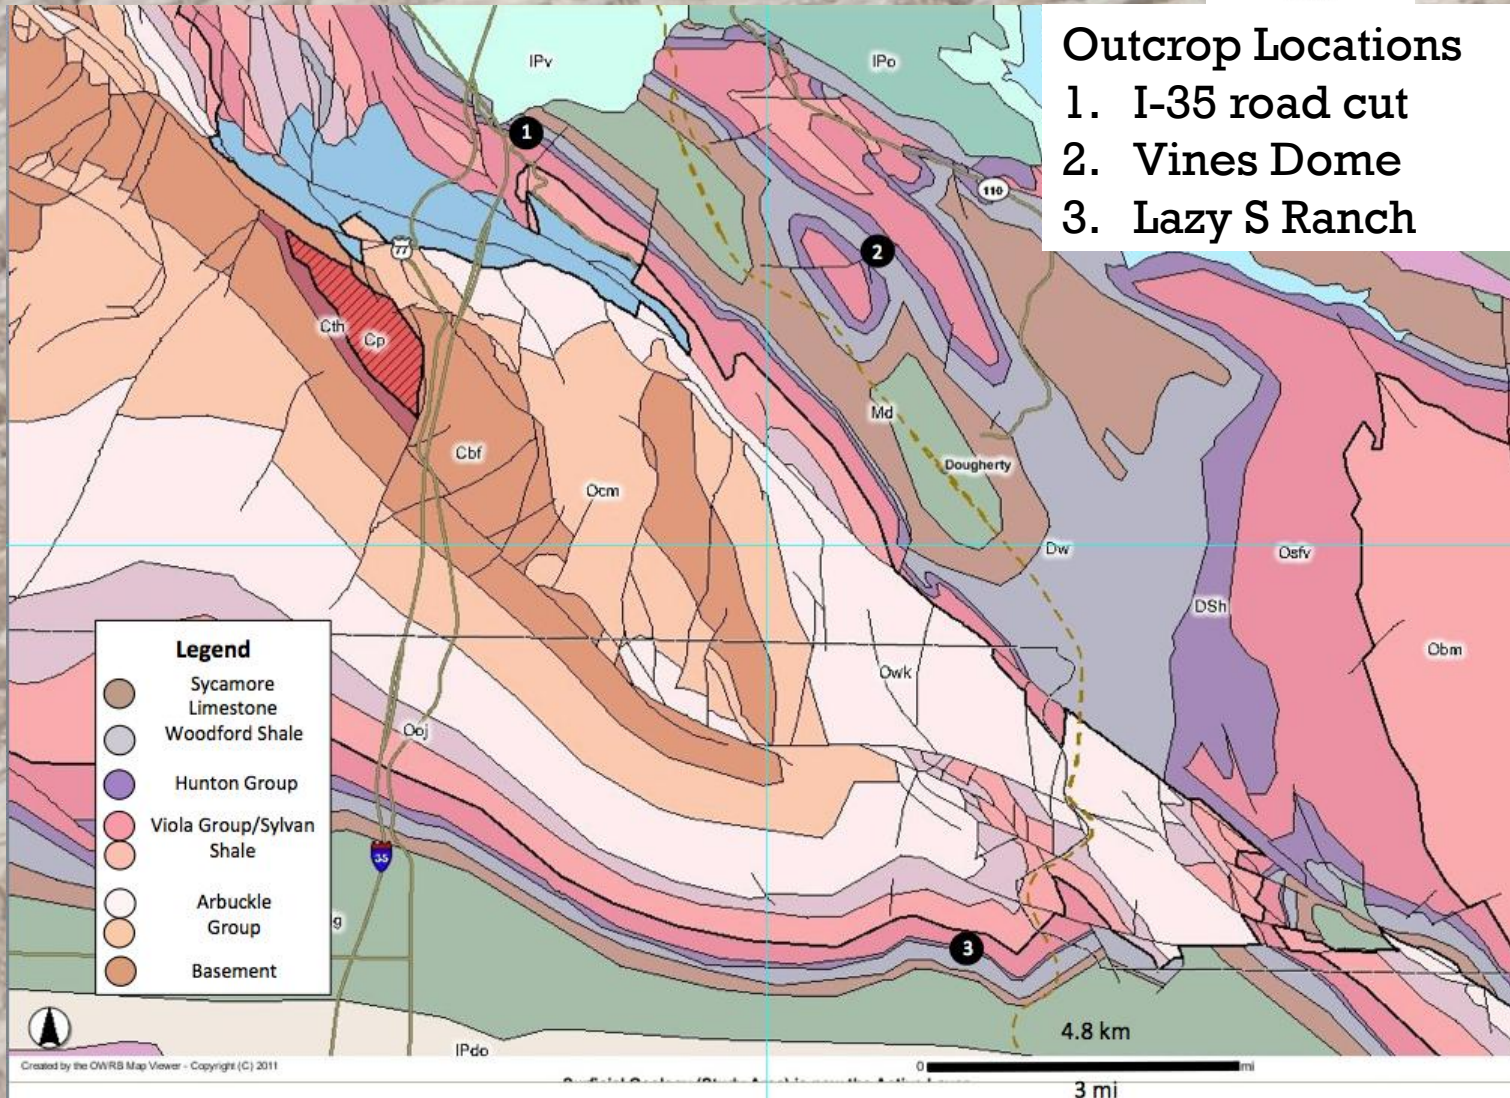 Outcrop Locations
1. I-35 road cut
2. Vines Dome
3. Lazy S Ranch
IPv
IPo
1
110
2
77
Cth
Cp
Md
Cbf
Dougherty
Ocm
Dw
Osfv
DSh
Obm
Owk
Ooj
Legend
Sycamore
Limestone
Woodford Shale
Hunton Group
Viola Group/Sylvan
Shale
Arbuckle
Group
Basement
35
g
3
4.8 km
IPdo
Created by the OWRB Map Viewer - Copyright (C) 2011
0
mi
3 mi